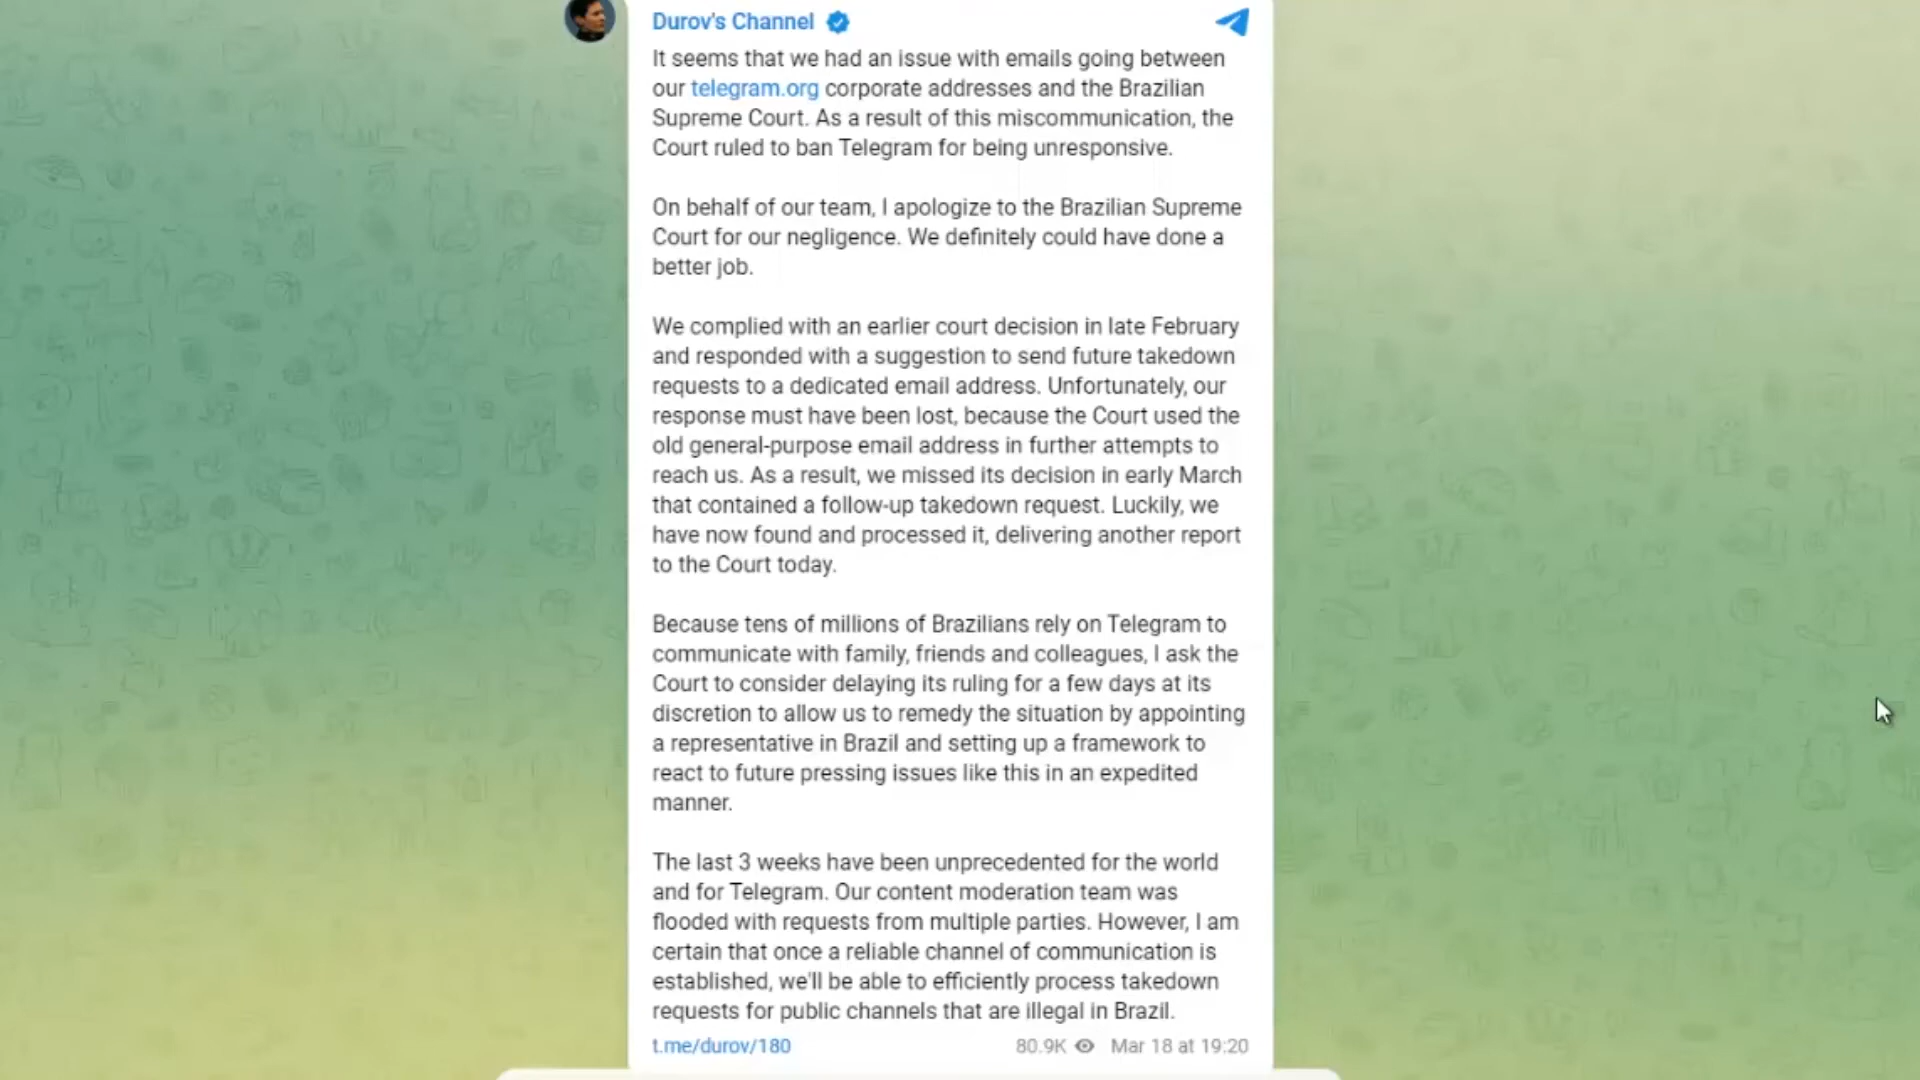 Durov's Channel
It seems that we had an issue with emails going between
our telegram.org corporate addresses and the Brazilian
Supreme Court. As a result of this miscommunication, the
Court ruled to ban Telegram for being unresponsive.
On behalf of our team, I apologize to the Brazilian Supreme
Court for our negligence. We definitely could have done a
better job.
We complied with an earlier court decision in late February
and responded with a suggestion to send future takedown
requests to a dedicated email address. Unfortunately, our
response must have been lost, because the Court used the
old general-purpose email address in further attempts to
reach us. As a result, we missed its decision in early March
that contained a follow-up takedown request. Luckily, we
have now found and processed it, delivering another report
to the Court today.
Because tens of millions of Brazilians rely on Telegram to
communicate with family, friends and colleagues, I ask the
Court to consider delaying its ruling for a few days at its
discretion to allow us to remedy the situation by appointing
a representative in Brazil and setting up a framework to
react to future pressing issues like this in an expedited
manner.
The last 3 weeks have been unprecedented for the world
and for Telegram. Our content moderation team was
flooded with requests from multiple parties. However, I am
certain that once a reliable channel of communication is
established, we'll be able to efficiently process takedown
requests for public channels that are illegal in Brazil.
t.me/durov/180 80.9K Mar 18 at 19:20